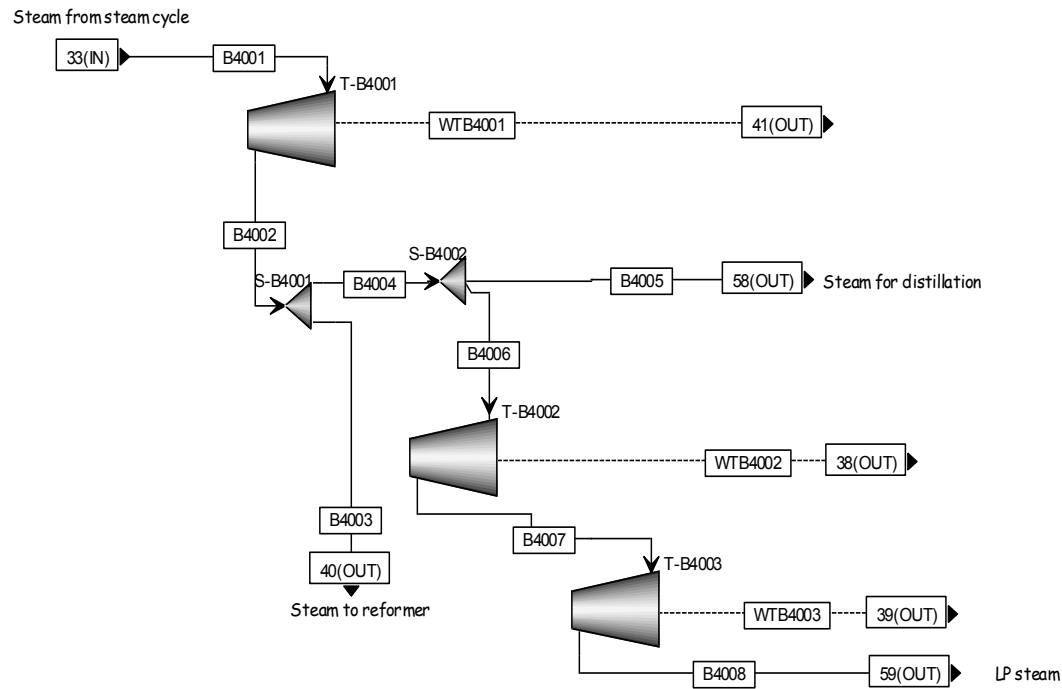 Steam from steam cycle
33(IN)
B4001
T-B4001
WTB4001
41(OUT)
B4002
S-B4002
S-B4001
B4004
B4005
58(OUT)
Steam for distillation
B4006
T-B4002
WTB4002
38(OUT)
B4003
B4007
40(OUT)
T-B4003
Steam to reformer
WTB4003
39(OUT)
B4008
59(OUT)
LP steam